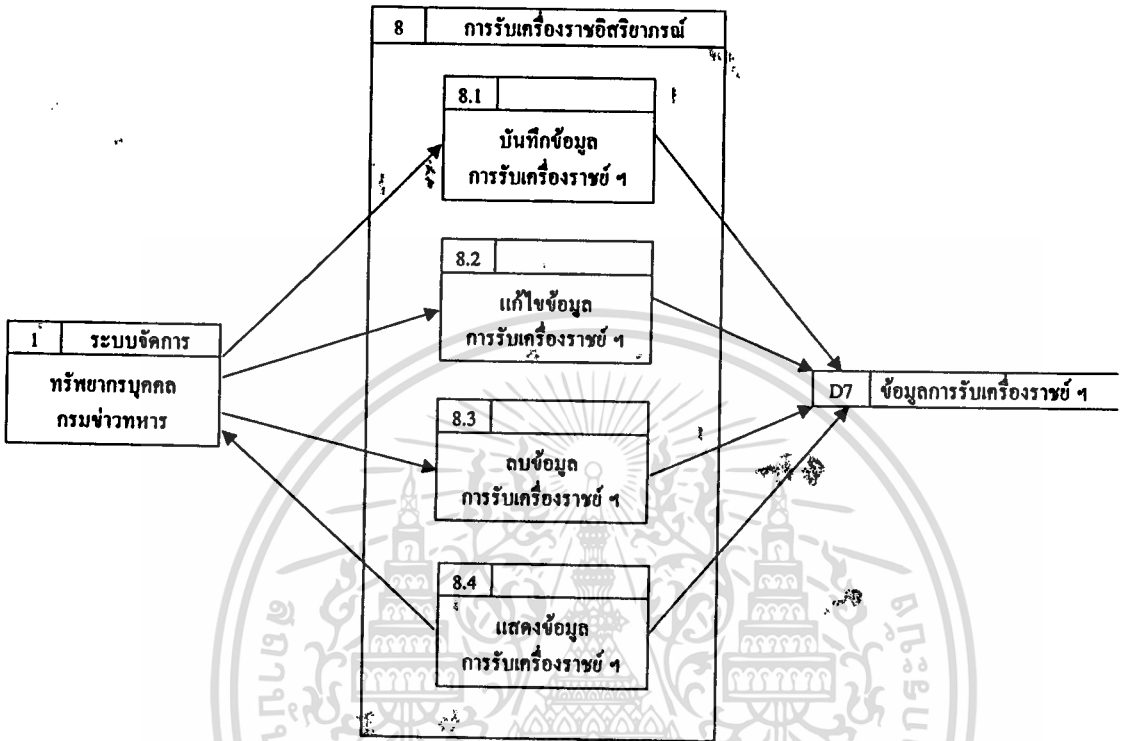 8 การรับเครื่องราชอิสริยาภรณ์
8.1
บันทึกข้อมูล
การรับเครื่องราชย์ ฯ
8.2
แก้ไขข้อมูล
การรับเครื่องราชย์ ฯ
1 ระบบจัดการ
ทรัพยากรบุคคล
กรมข่าวทหาร
D7 ข้อมูลการรับเครื่องราชย์ ฯ
8.3
ลบข้อมูล
การรับเครื่องราชย์ ฯ
8.4
แสดงข้อมูล
การรับเครื่องราชย์ ฯ